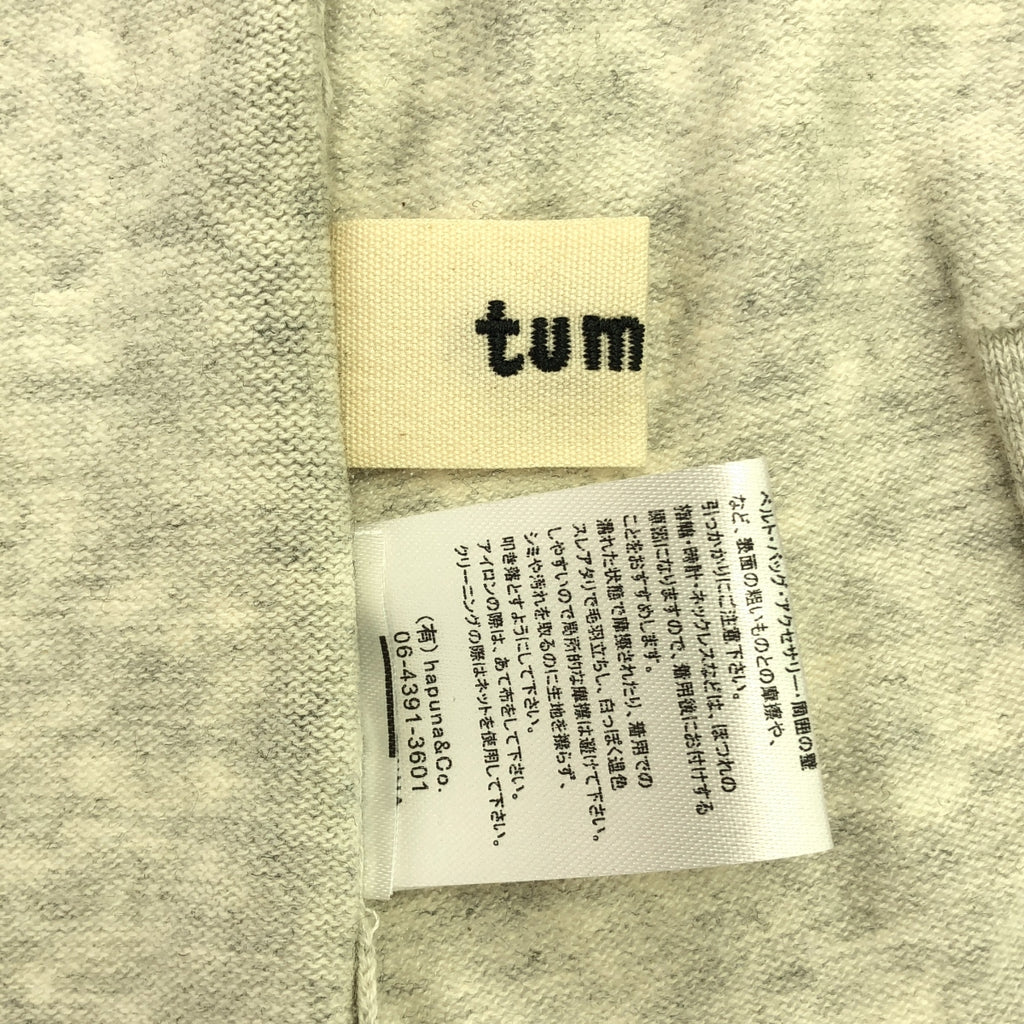 tum
ベルト・バッグ・アクセサリー・周囲の壁
など、表面の粗いものとの摩擦や、
引っかかりにご注意下さい。
指輪・時計・ネックレスなどは、ほつれの
原因になりますので、着用後にお付けする
ことをおすすめします。
濡れた状態で摩擦されたり、着用での
スレアタリで毛羽立ちし、白っぽく退色
しやすいので局所的な摩擦は避けて下さい。
シミや汚れを取るのに生地を擦らず、
叩き落とすようにして下さい。
アイロンの際は、あて布をして下さい。
クリーニングの際はネットを使用して下さい。
(有) hapuna&Co.
06-4391-3601